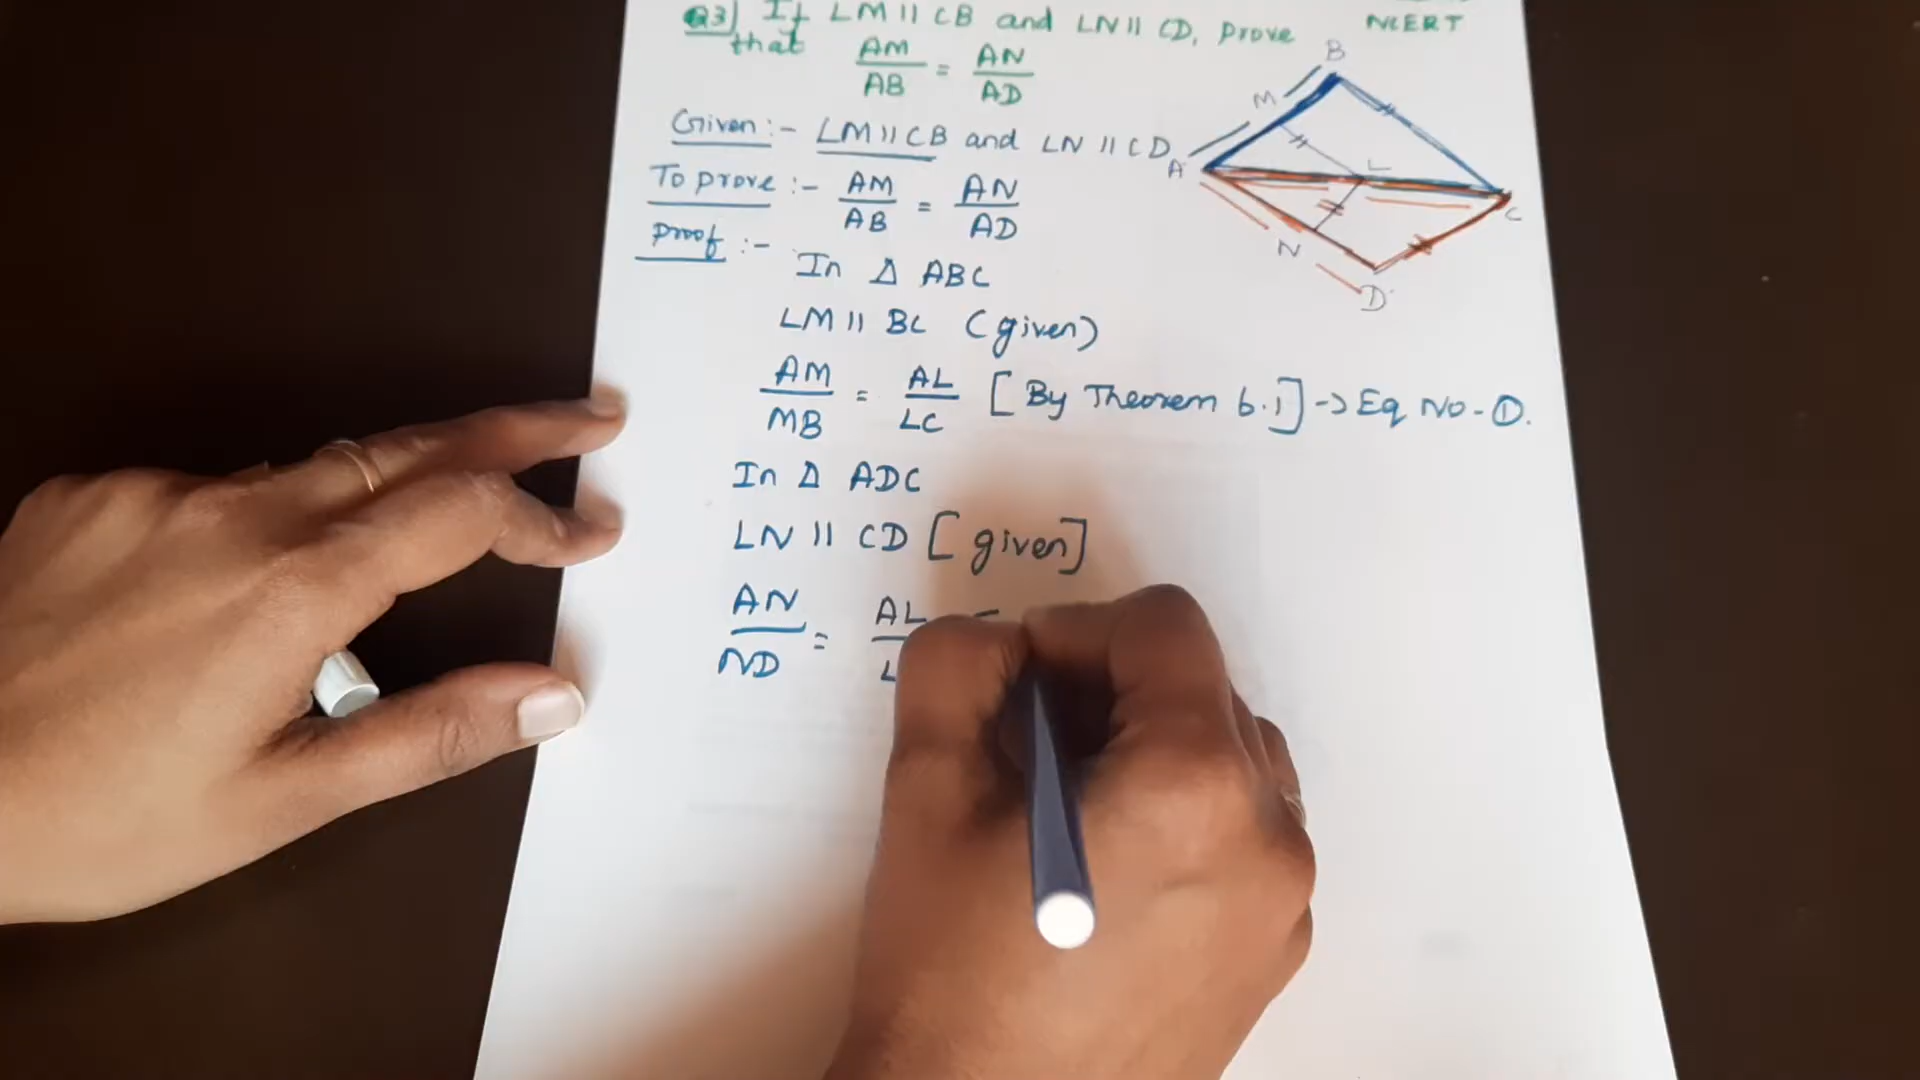 Q3) If LM || CB and LN || CD, prove
that AM/AB = AN/AD
NCERT
Given :- LM || CB and LN || CD
To prove :- AM/AB = AN/AD
Proof :-
In Δ ABC
LM || BC (given)
AM/MB = AL/LC [By Theorem 6.1] → Eq No - ①.
In Δ ADC
LN || CD [given]
AN/ND = AL
B
M
A
L
C
N
D